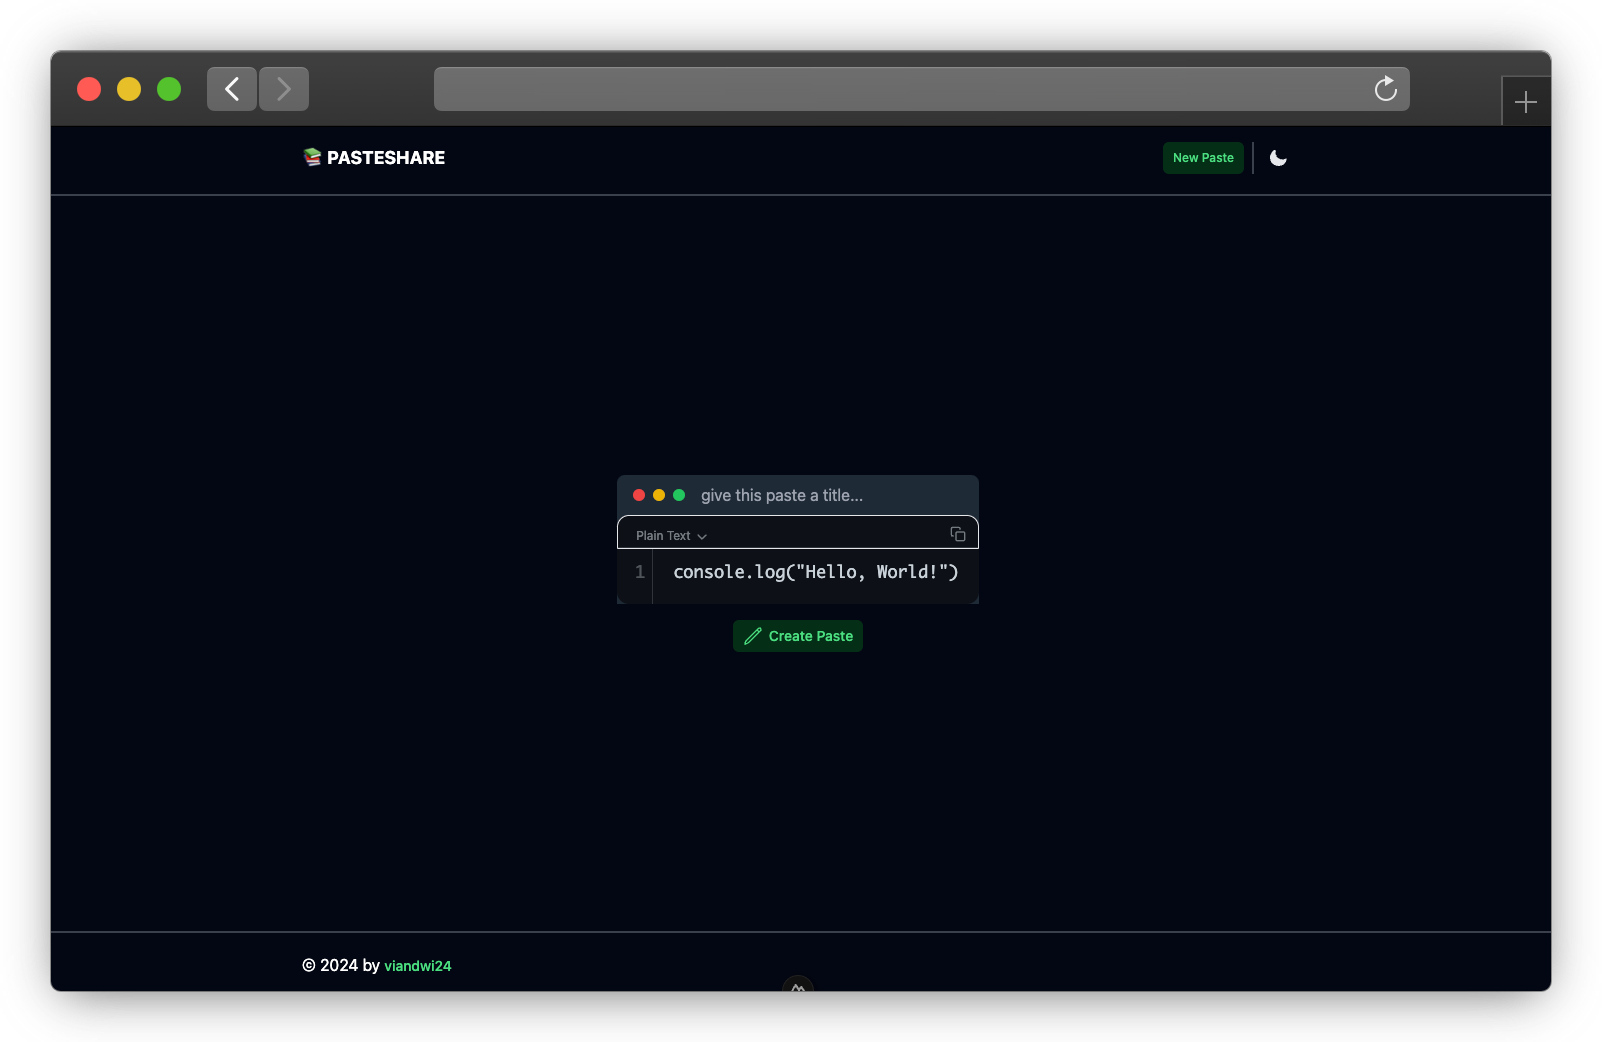 PASTESHARE
New Paste
give this paste a title...
Plain Text
1 console.log("Hello, World!")
Create Paste
© 2024 by viandwi24